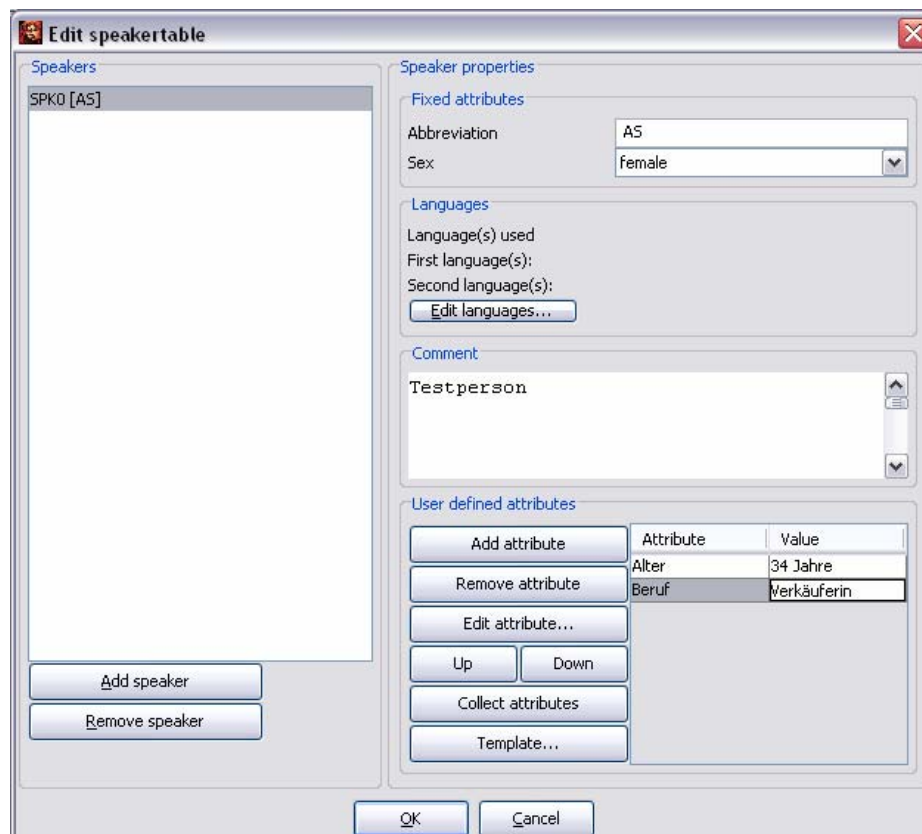 Edit speakertable
Speakers
SPK0 [AS]
Add speaker
Remove speaker
Speaker properties
Fixed attributes
Abbreviation AS
Sex female
Languages
Language(s) used
First language(s):
Second language(s):
Edit languages...
Comment
Testperson
User defined attributes
Add attribute
Remove attribute
Edit attribute...
Up Down
Collect attributes
Template...
Attribute Value
Alter 34 Jahre
Beruf Verkäuferin
OK Cancel